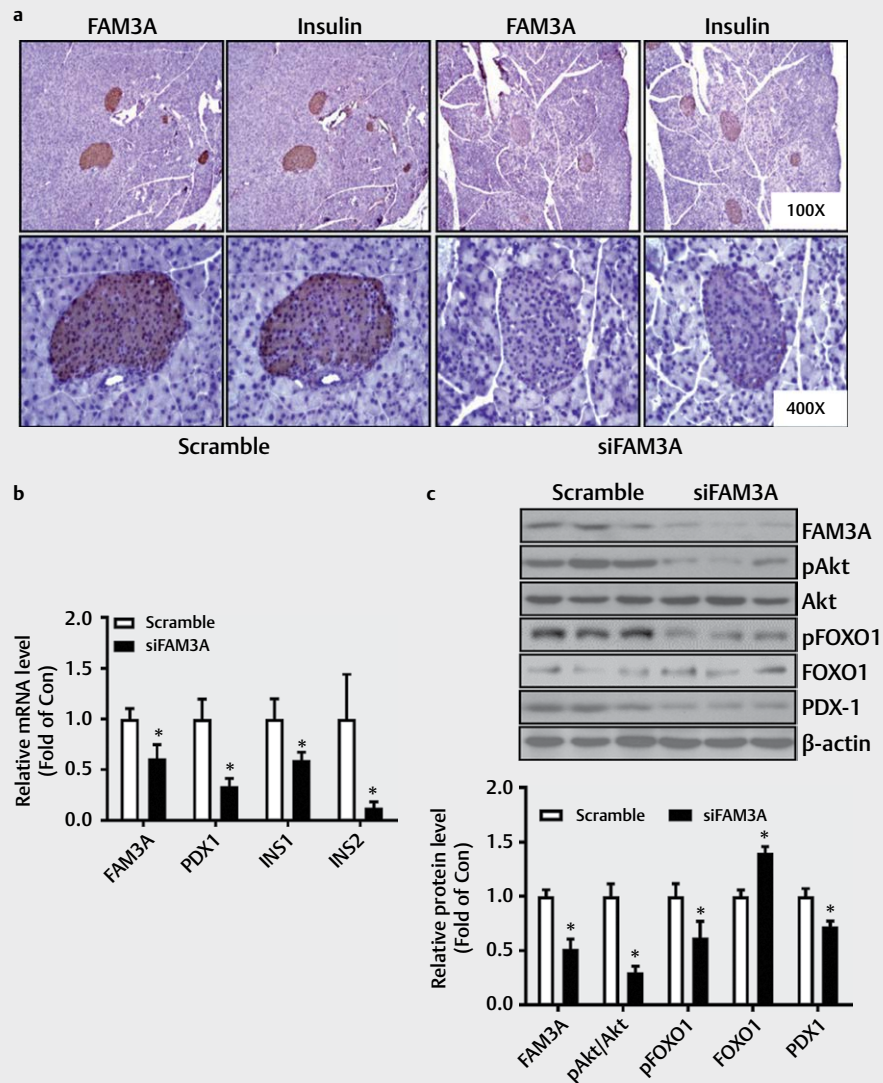 a
FAM3A Insulin FAM3A Insulin
100X
400X
Scramble siFAM3A
b
2.0
1.5
1.0
0.5
0.0
Relative mRNA level
(Fold of Con)
Scramble
siFAM3A
* * * *
FAM3A PDX1 INS1 INS2
c
Scramble siFAM3A
FAM3A
pAkt
Akt
pFOXO1
FOXO1
PDX-1
β-actin
2.0
1.5
1.0
0.5
0.0
Relative protein level
(Fold of Con)
Scramble siFAM3A
* * * * *
FAM3A pAkt/Akt pFOXO1 FOXO1 PDX1